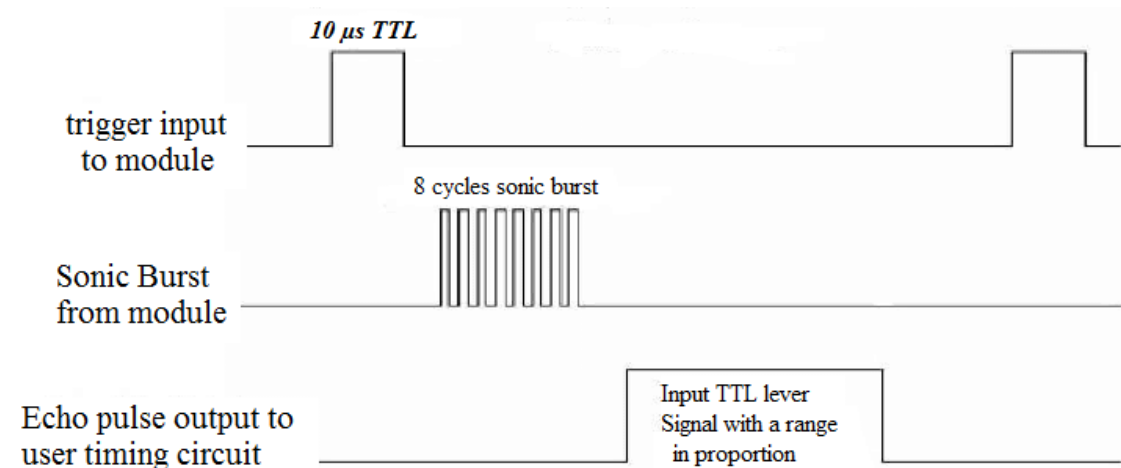 10 µs TTL
trigger input
to module
8 cycles sonic burst
Sonic Burst
from module
Input TTL lever
Signal with a range
in proportion
Echo pulse output to
user timing circuit